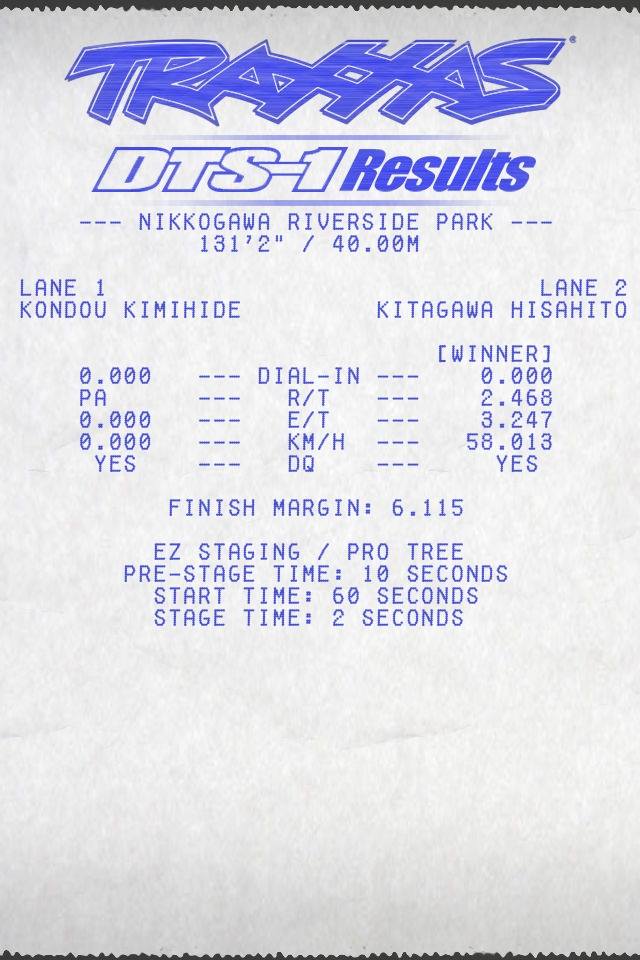 TRAXXAS®
DTS-1 Results
--- NIKKOGAWA RIVERSIDE PARK ---
131'2" / 40.00M
LANE 1 LANE 2
KONDOU KIMIHIDE KITAGAWA HISAHITO
[WINNER]
0.000 --- DIAL-IN --- 0.000
PA --- R/T --- 2.468
0.000 --- E/T --- 3.247
0.000 --- KM/H --- 58.013
YES --- DQ --- YES
FINISH MARGIN: 6.115
EZ STAGING / PRO TREE
PRE-STAGE TIME: 10 SECONDS
START TIME: 60 SECONDS
STAGE TIME: 2 SECONDS